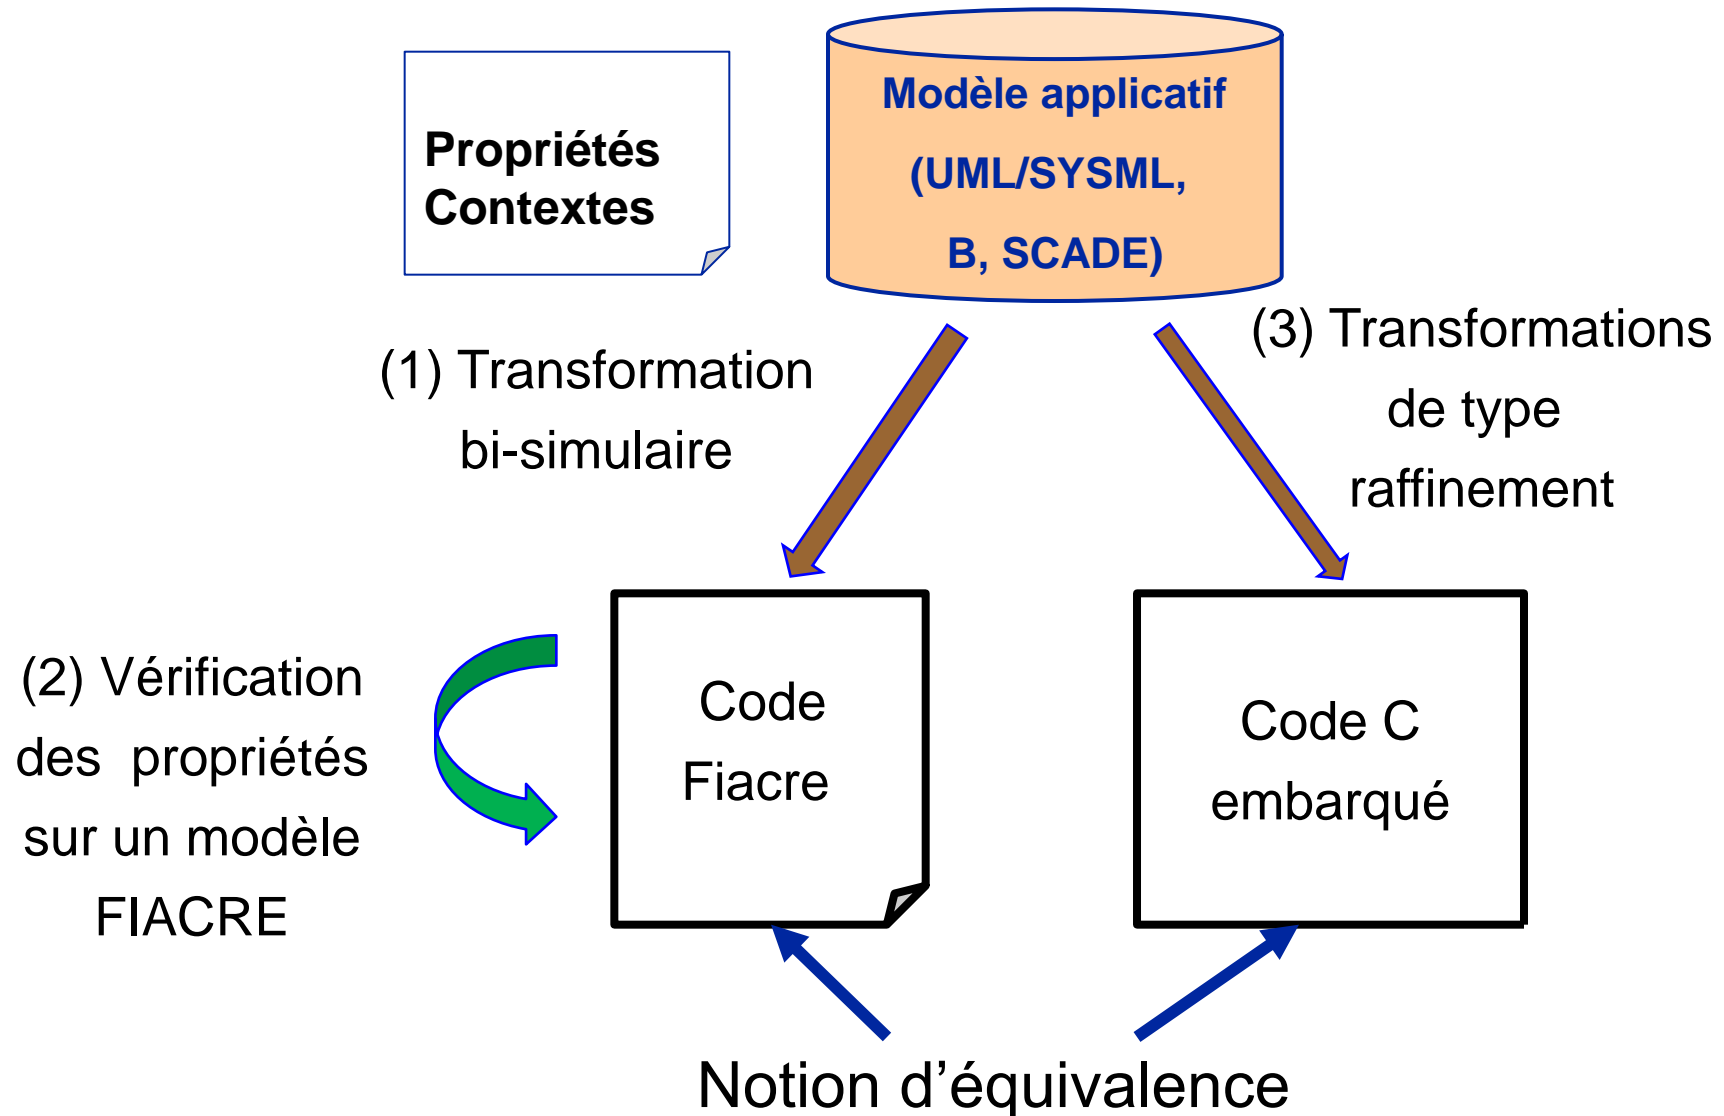 Propriétés
Contextes
Modèle applicatif
(UML/SYSML,
B, SCADE)
(1) Transformation
bi-simulaire
(3) Transformations
de type
raffinement
(2) Vérification
des propriétés
sur un modèle
FIACRE
Code
Fiacre
Code C
embarqué
Notion d’équivalence